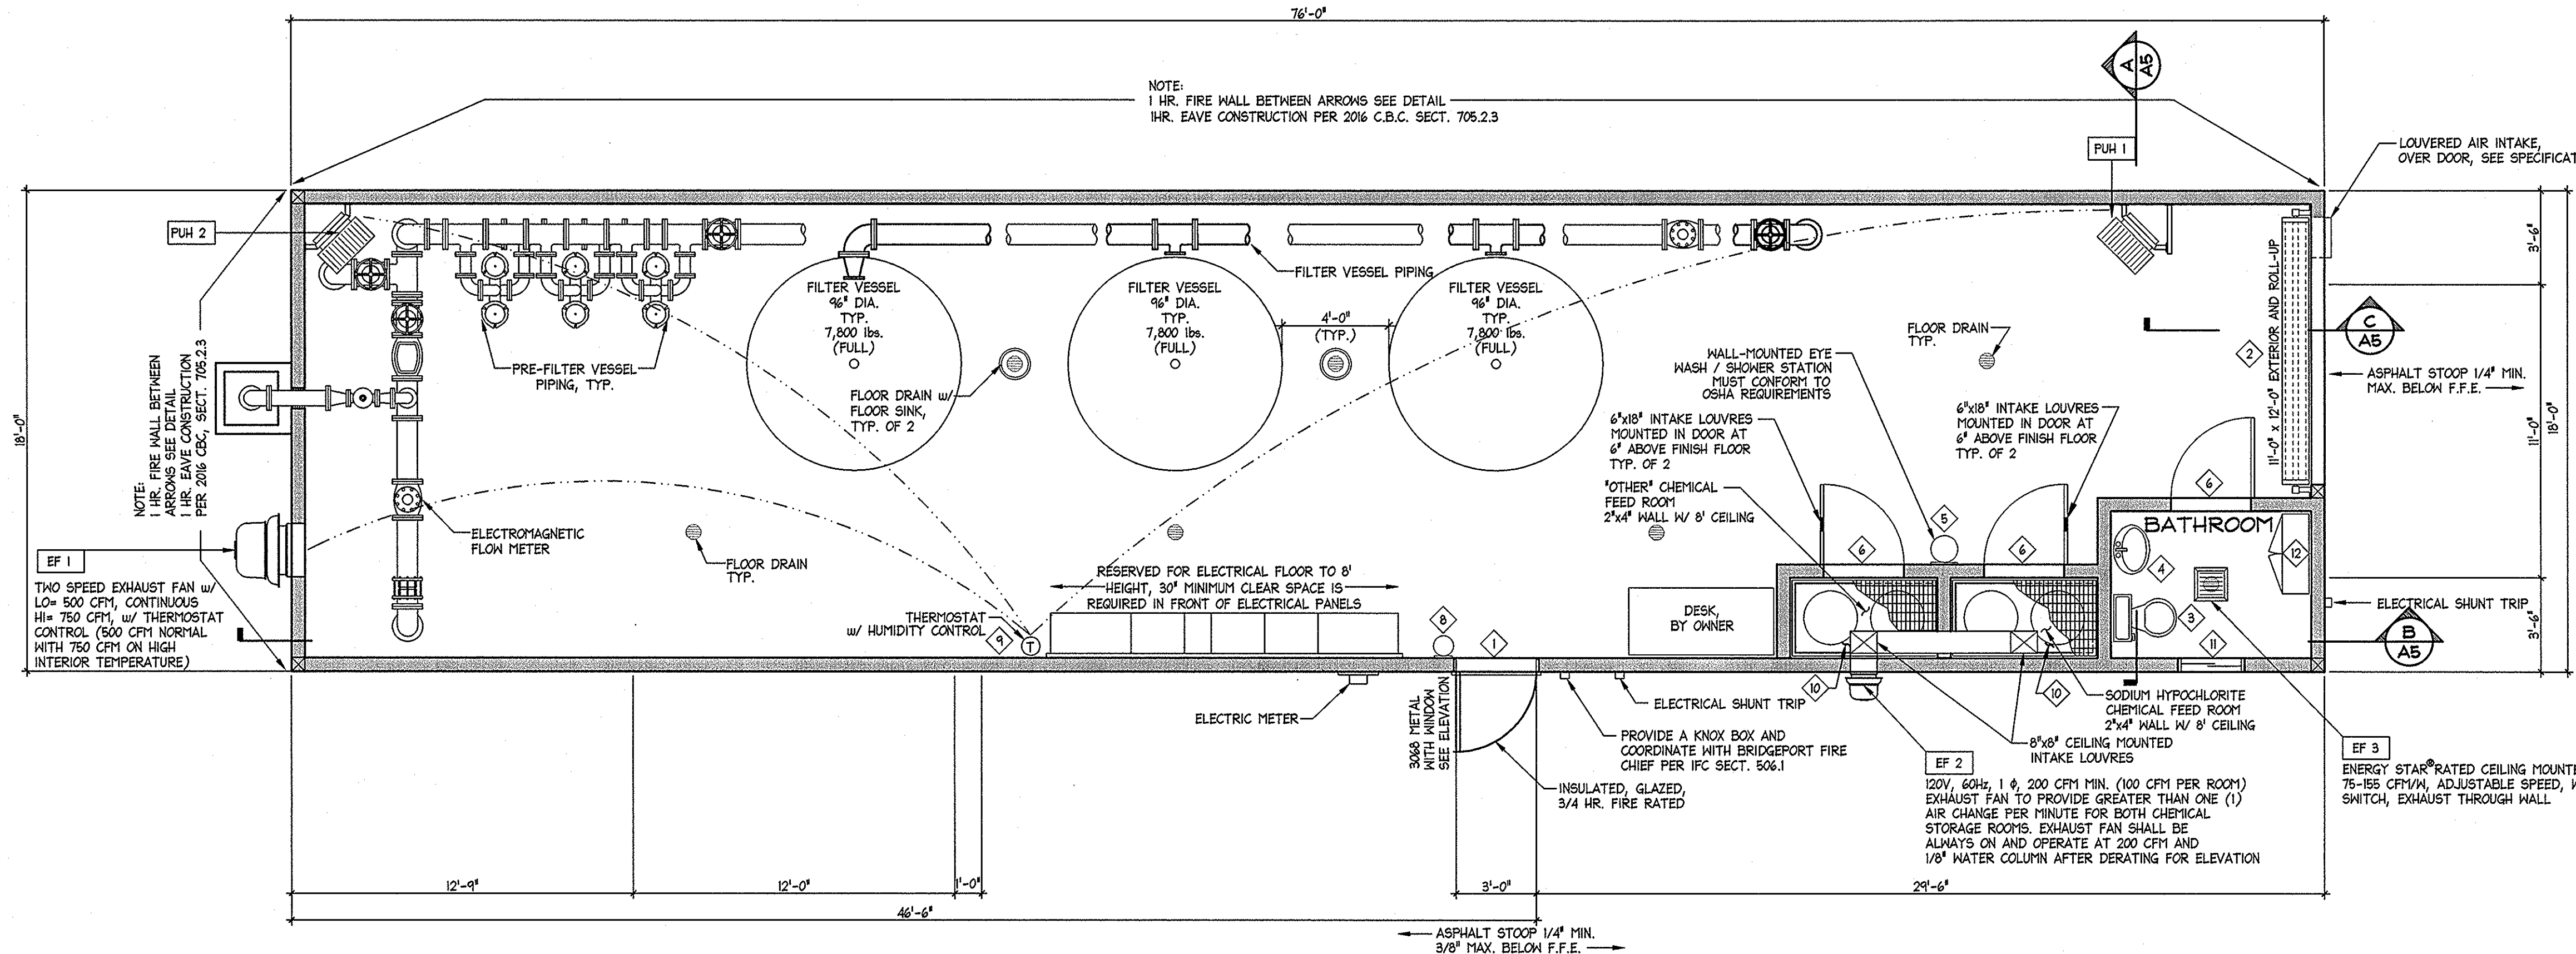 76'-0"
NOTE:
1 HR. FIRE WALL BETWEEN ARROWS SEE DETAIL
1HR. EAVE CONSTRUCTION PER 2016 C.B.C. SECT. 705.2.3
A
A5
PUH 1
LOUVERED AIR INTAKE,
OVER DOOR, SEE SPECIFICAT
PUH 2
18'-0"
NOTE:
1 HR. FIRE WALL BETWEEN
ARROWS SEE DETAIL
1 HR. EAVE CONSTRUCTION
PER 2016 CBC, SECT. 705.2.3
PRE-FILTER VESSEL
PIPING, TYP.
FILTER VESSEL
96" DIA.
TYP.
7,800 lbs.
(FULL)
FILTER VESSEL
96" DIA.
TYP.
7,800 lbs.
(FULL)
FILTER VESSEL
96" DIA.
TYP.
7,800 lbs.
(FULL)
FILTER VESSEL PIPING
4'-0"
(TYP.)
FLOOR DRAIN w/
FLOOR SINK,
TYP. OF 2
WALL-MOUNTED EYE
WASH / SHOWER STATION
MUST CONFORM TO
OSHA REQUIREMENTS
FLOOR DRAIN
TYP.
6"x18" INTAKE LOUVRES
MOUNTED IN DOOR AT
6" ABOVE FINISH FLOOR
TYP. OF 2
6"x18" INTAKE LOUVRES
MOUNTED IN DOOR AT
6" ABOVE FINISH FLOOR
TYP. OF 2
"OTHER" CHEMICAL
FEED ROOM
2"x4" WALL W/ 8' CEILING
2
11'-0" x 12'-0" EXTERIOR AND ROLL-UP
C
A5
3'-6"
11'-0"
18'-0"
3'-6"
ASPHALT STOOP 1/4" MIN.
MAX. BELOW F.F.E.
ELECTROMAGNETIC
FLOW METER
FLOOR DRAIN
TYP.
EF 1
TWO SPEED EXHAUST FAN w/
LO= 500 CFM, CONTINUOUS
HI= 750 CFM, w/ THERMOSTAT
CONTROL (500 CFM NORMAL
WITH 750 CFM ON HIGH
INTERIOR TEMPERATURE)
RESERVED FOR ELECTRICAL FLOOR TO 8'
HEIGHT, 30" MINIMUM CLEAR SPACE IS
REQUIRED IN FRONT OF ELECTRICAL PANELS
THERMOSTAT
w/ HUMIDITY CONTROL
9
T
8
1
DESK,
BY OWNER
5
6
6
6
BATHROOM
4
12
3
11
ELECTRICAL SHUNT TRIP
B
A5
ELECTRIC METER
3068 METAL
WITH WINDOW
SEE ELEVATION
ELECTRICAL SHUNT TRIP
10
10
SODIUM HYPOCHLORITE
CHEMICAL FEED ROOM
2"x4" WALL W/ 8' CEILING
PROVIDE A KNOX BOX AND
COORDINATE WITH BRIDGEPORT FIRE
CHIEF PER IFC SECT. 506.1
8"x8" CEILING MOUNTED
INTAKE LOUVRES
INSULATED, GLAZED,
3/4 HR. FIRE RATED
EF 2
120V, 60Hz, 1 ϕ, 200 CFM MIN. (100 CFM PER ROOM)
EXHAUST FAN TO PROVIDE GREATER THAN ONE (1)
AIR CHANGE PER MINUTE FOR BOTH CHEMICAL
STORAGE ROOMS. EXHAUST FAN SHALL BE
ALWAYS ON AND OPERATE AT 200 CFM AND
1/8" WATER COLUMN AFTER DERATING FOR ELEVATION
EF 3
ENERGY STAR® RATED CEILING MOUNTE
75-155 CFM/W, ADJUSTABLE SPEED, W
SWITCH, EXHAUST THROUGH WALL
12'-9"
12'-0"
1'-0"
3'-0"
29'-6"
46'-6"
ASPHALT STOOP 1/4" MIN.
3/8" MAX. BELOW F.F.E.